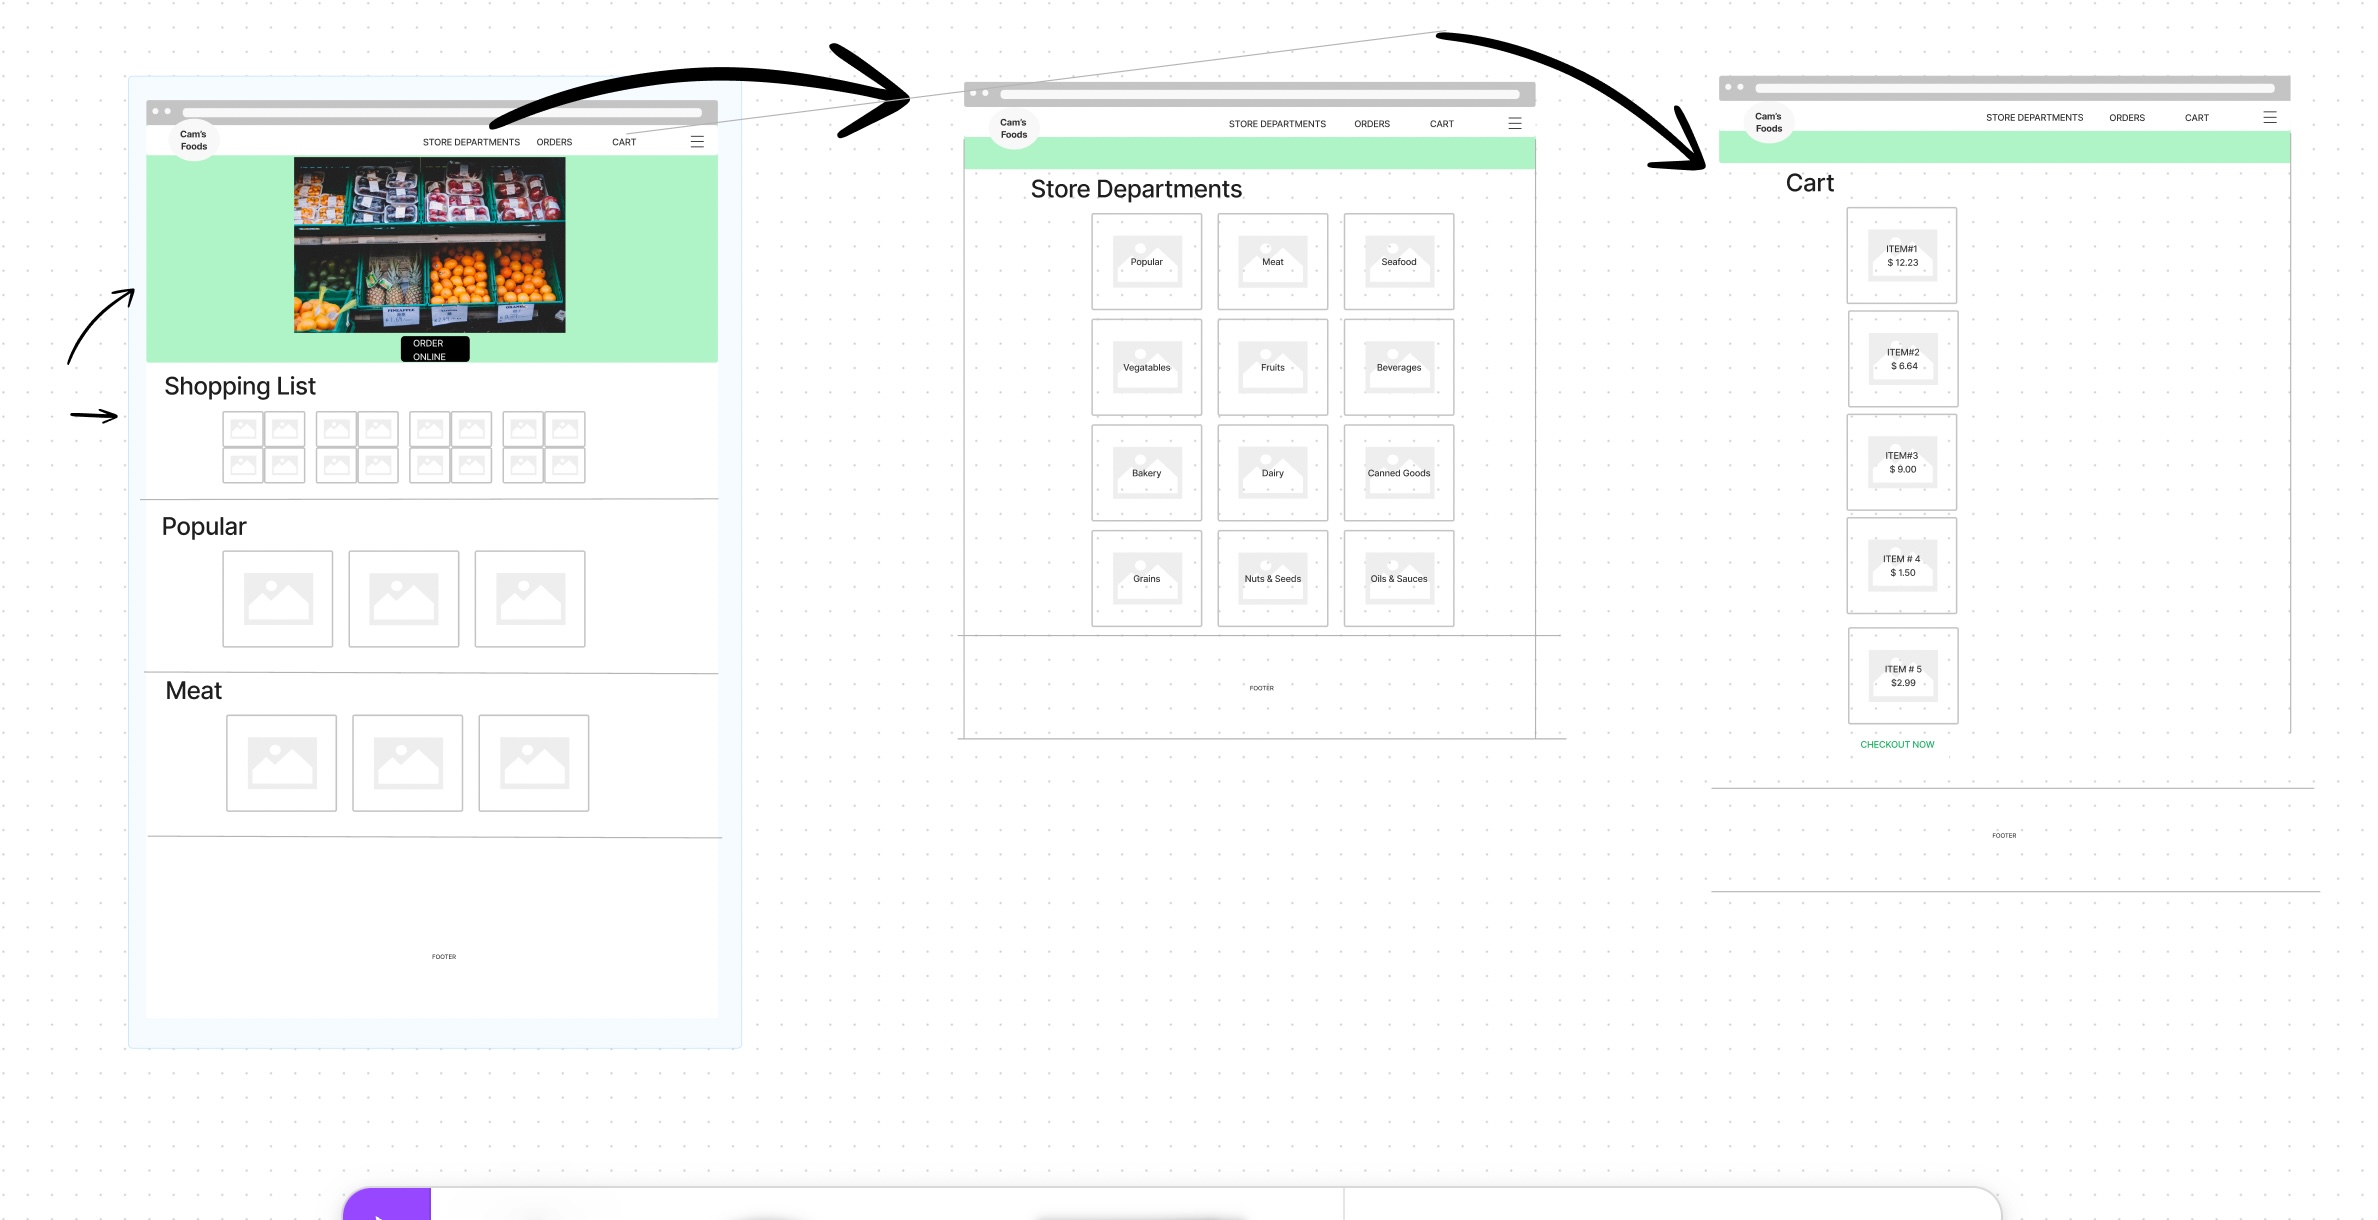 Cam's
Foods
STORE DEPARTMENTS ORDERS CART
PINEAPPLE
ORDER
ONLINE
Shopping List
Popular
Meat
FOOTER
Cam's
Foods
STORE DEPARTMENTS ORDERS CART
Store Departments
Popular Meat Seafood
Vegatables Fruits Beverages
Bakery Dairy Canned Goods
Grains Nuts & Seeds Oils & Sauces
FOOTER
Cam's
Foods
STORE DEPARTMENTS ORDERS CART
Cart
ITEM#1
$ 12.23
ITEM#2
$ 6.64
ITEM#3
$ 9.00
ITEM # 4
$ 1.50
ITEM # 5
$2.99
CHECKOUT NOW
FOOTER